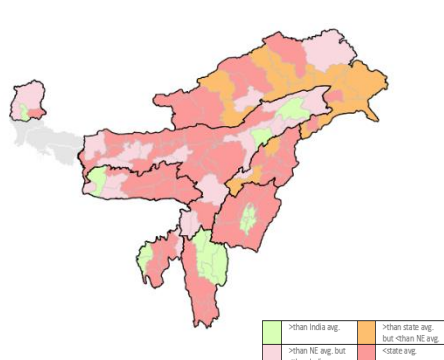 >than India avg.
>than state avg.
but <than NE avg.
>than NE avg. but
<state avg.